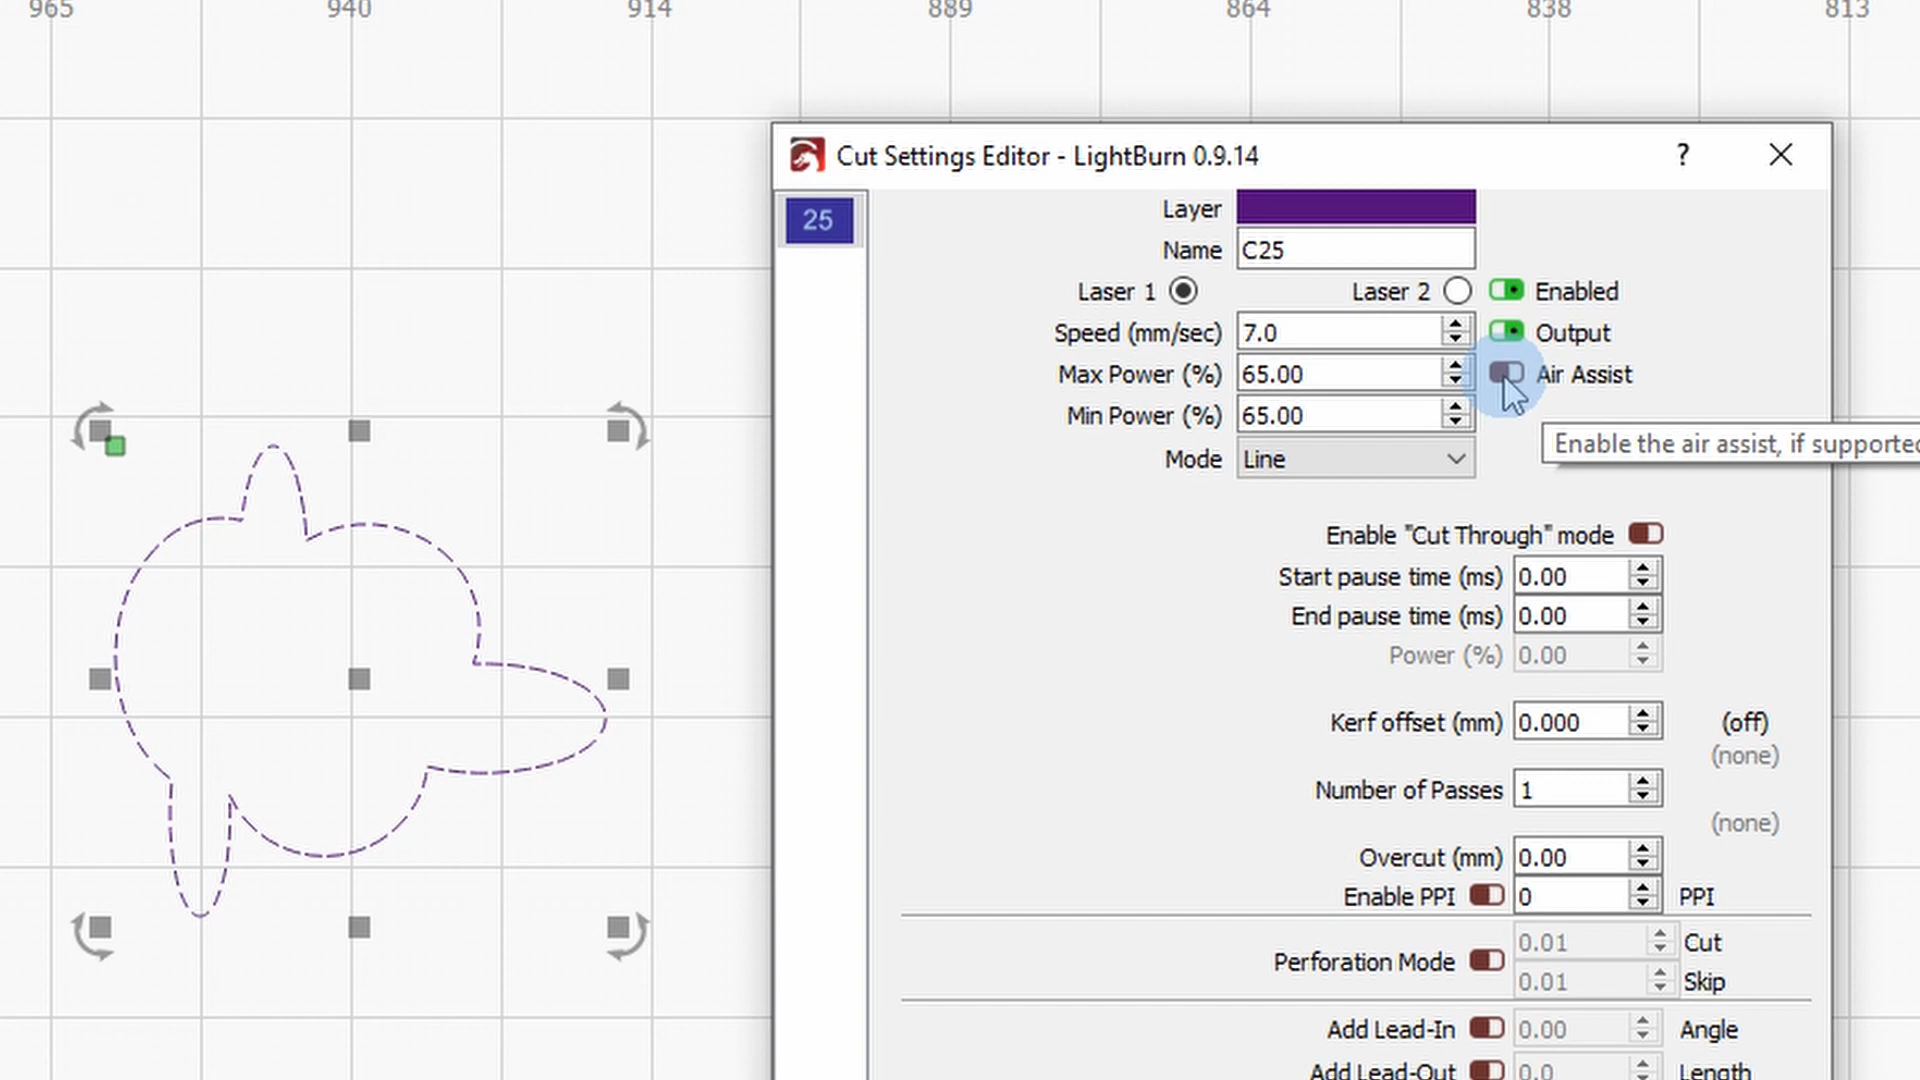 965 940 914 889 864 838 813
Cut Settings Editor - LightBurn 0.9.14 ?
25
Layer
Name C25
Laser 1 Laser 2 Enabled
Speed (mm/sec) 7.0 Output
Max Power (%) 65.00 Air Assist
Min Power (%) 65.00
Enable the air assist, if supported
Mode Line
Enable "Cut Through" mode
Start pause time (ms) 0.00
End pause time (ms) 0.00
Power (%) 0.00
Kerf offset (mm) 0.000 (off)
(none)
Number of Passes 1
(none)
Overcut (mm) 0.00
Enable PPI 0 PPI
0.01 Cut
Perforation Mode
0.01 Skip
Add Lead-In 0.00 Angle
Add Lead-Out 0.0 Length